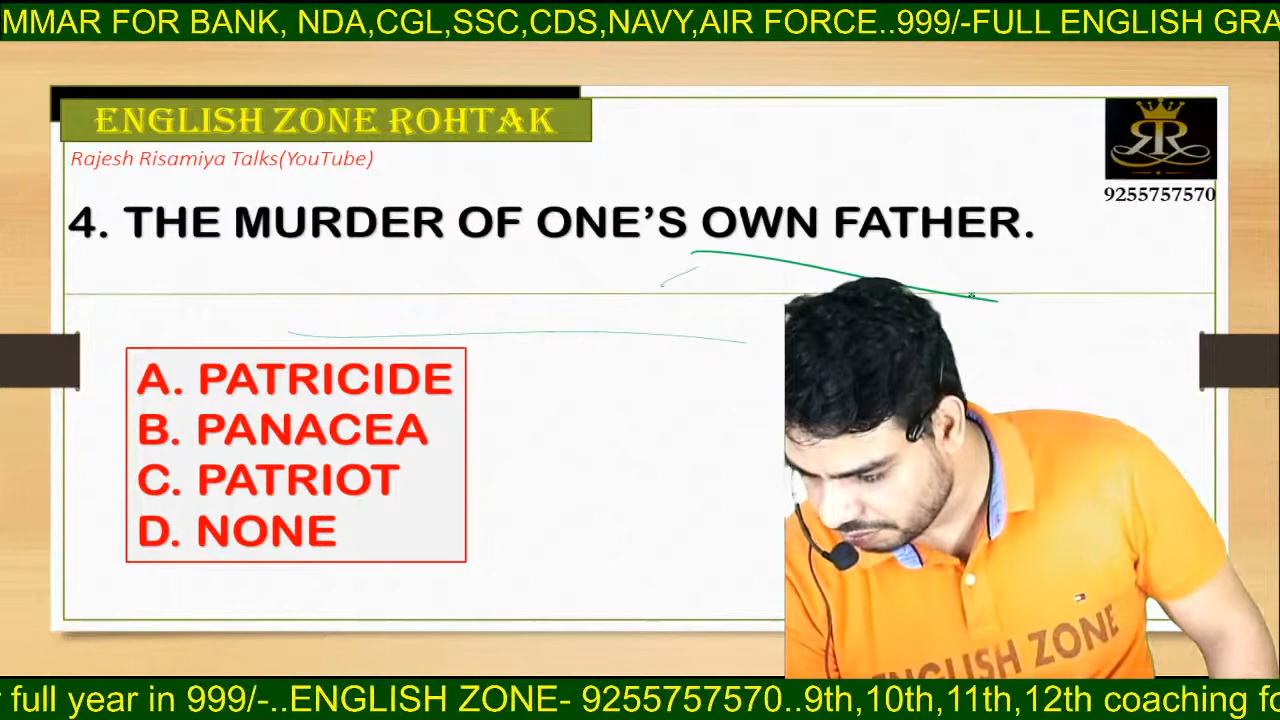 MMAR FOR BANK, NDA,CGL,SSC,CDS,NAVY,AIR FORCE..999/-FULL ENGLISH GRA
ENGLISH ZONE ROHTAK
Rajesh Risamiya Talks(YouTube)
RR
9255757570
4. THE MURDER OF ONE'S OWN FATHER.
A. PATRICIDE
B. PANACEA
C. PATRIOT
D. NONE
ENGLISH ZONE
r full year in 999/-..ENGLISH ZONE- 9255757570..9th,10th,11th,12th coaching fo